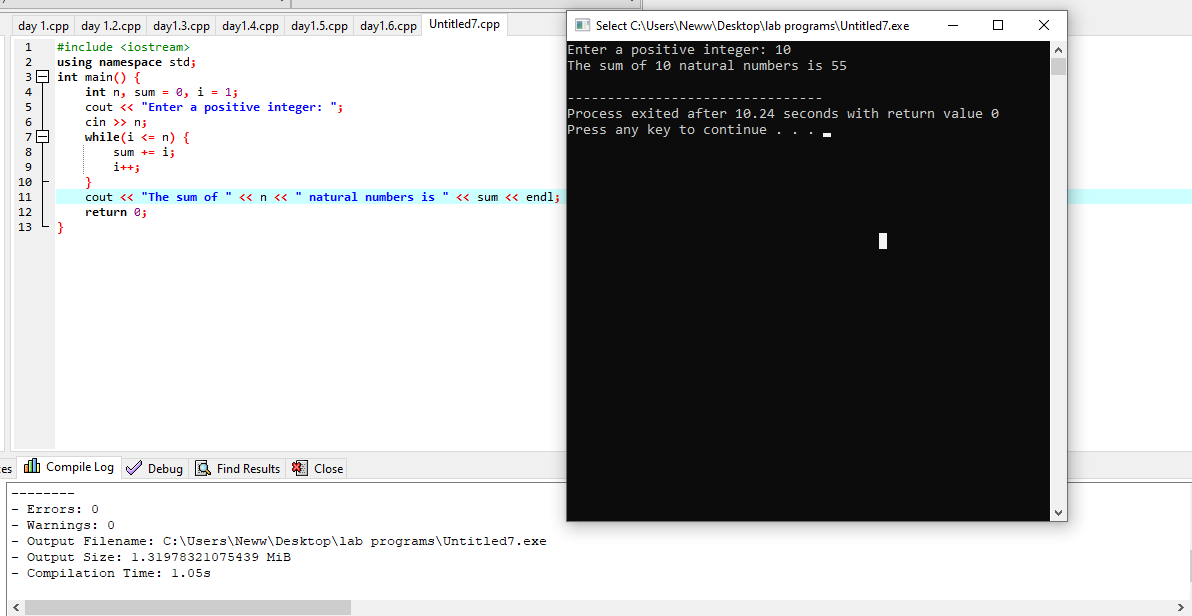 day 1.cpp day 1.2.cpp day1.3.cpp day1.4.cpp day1.5.cpp day1.6.cpp Untitled7.cpp
1 #include <iostream>
2 using namespace std;
3 int main() {
4 int n, sum = 0, i = 1;
5 cout << "Enter a positive integer: ";
6 cin >> n;
7 while(i <= n) {
8 sum += i;
9 i++;
10 }
11 cout << "The sum of " << n << " natural numbers is " << sum << endl;
12 return 0;
13 }
Select C:\Users\Neww\Desktop\lab programs\Untitled7.exe
Enter a positive integer: 10
The sum of 10 natural numbers is 55
--------------------------------
Process exited after 10.24 seconds with return value 0
Press any key to continue . . .
es Compile Log Debug Find Results Close
--------
- Errors: 0
- Warnings: 0
- Output Filename: C:\Users\Neww\Desktop\lab programs\Untitled7.exe
- Output Size: 1.31978321075439 MiB
- Compilation Time: 1.05s